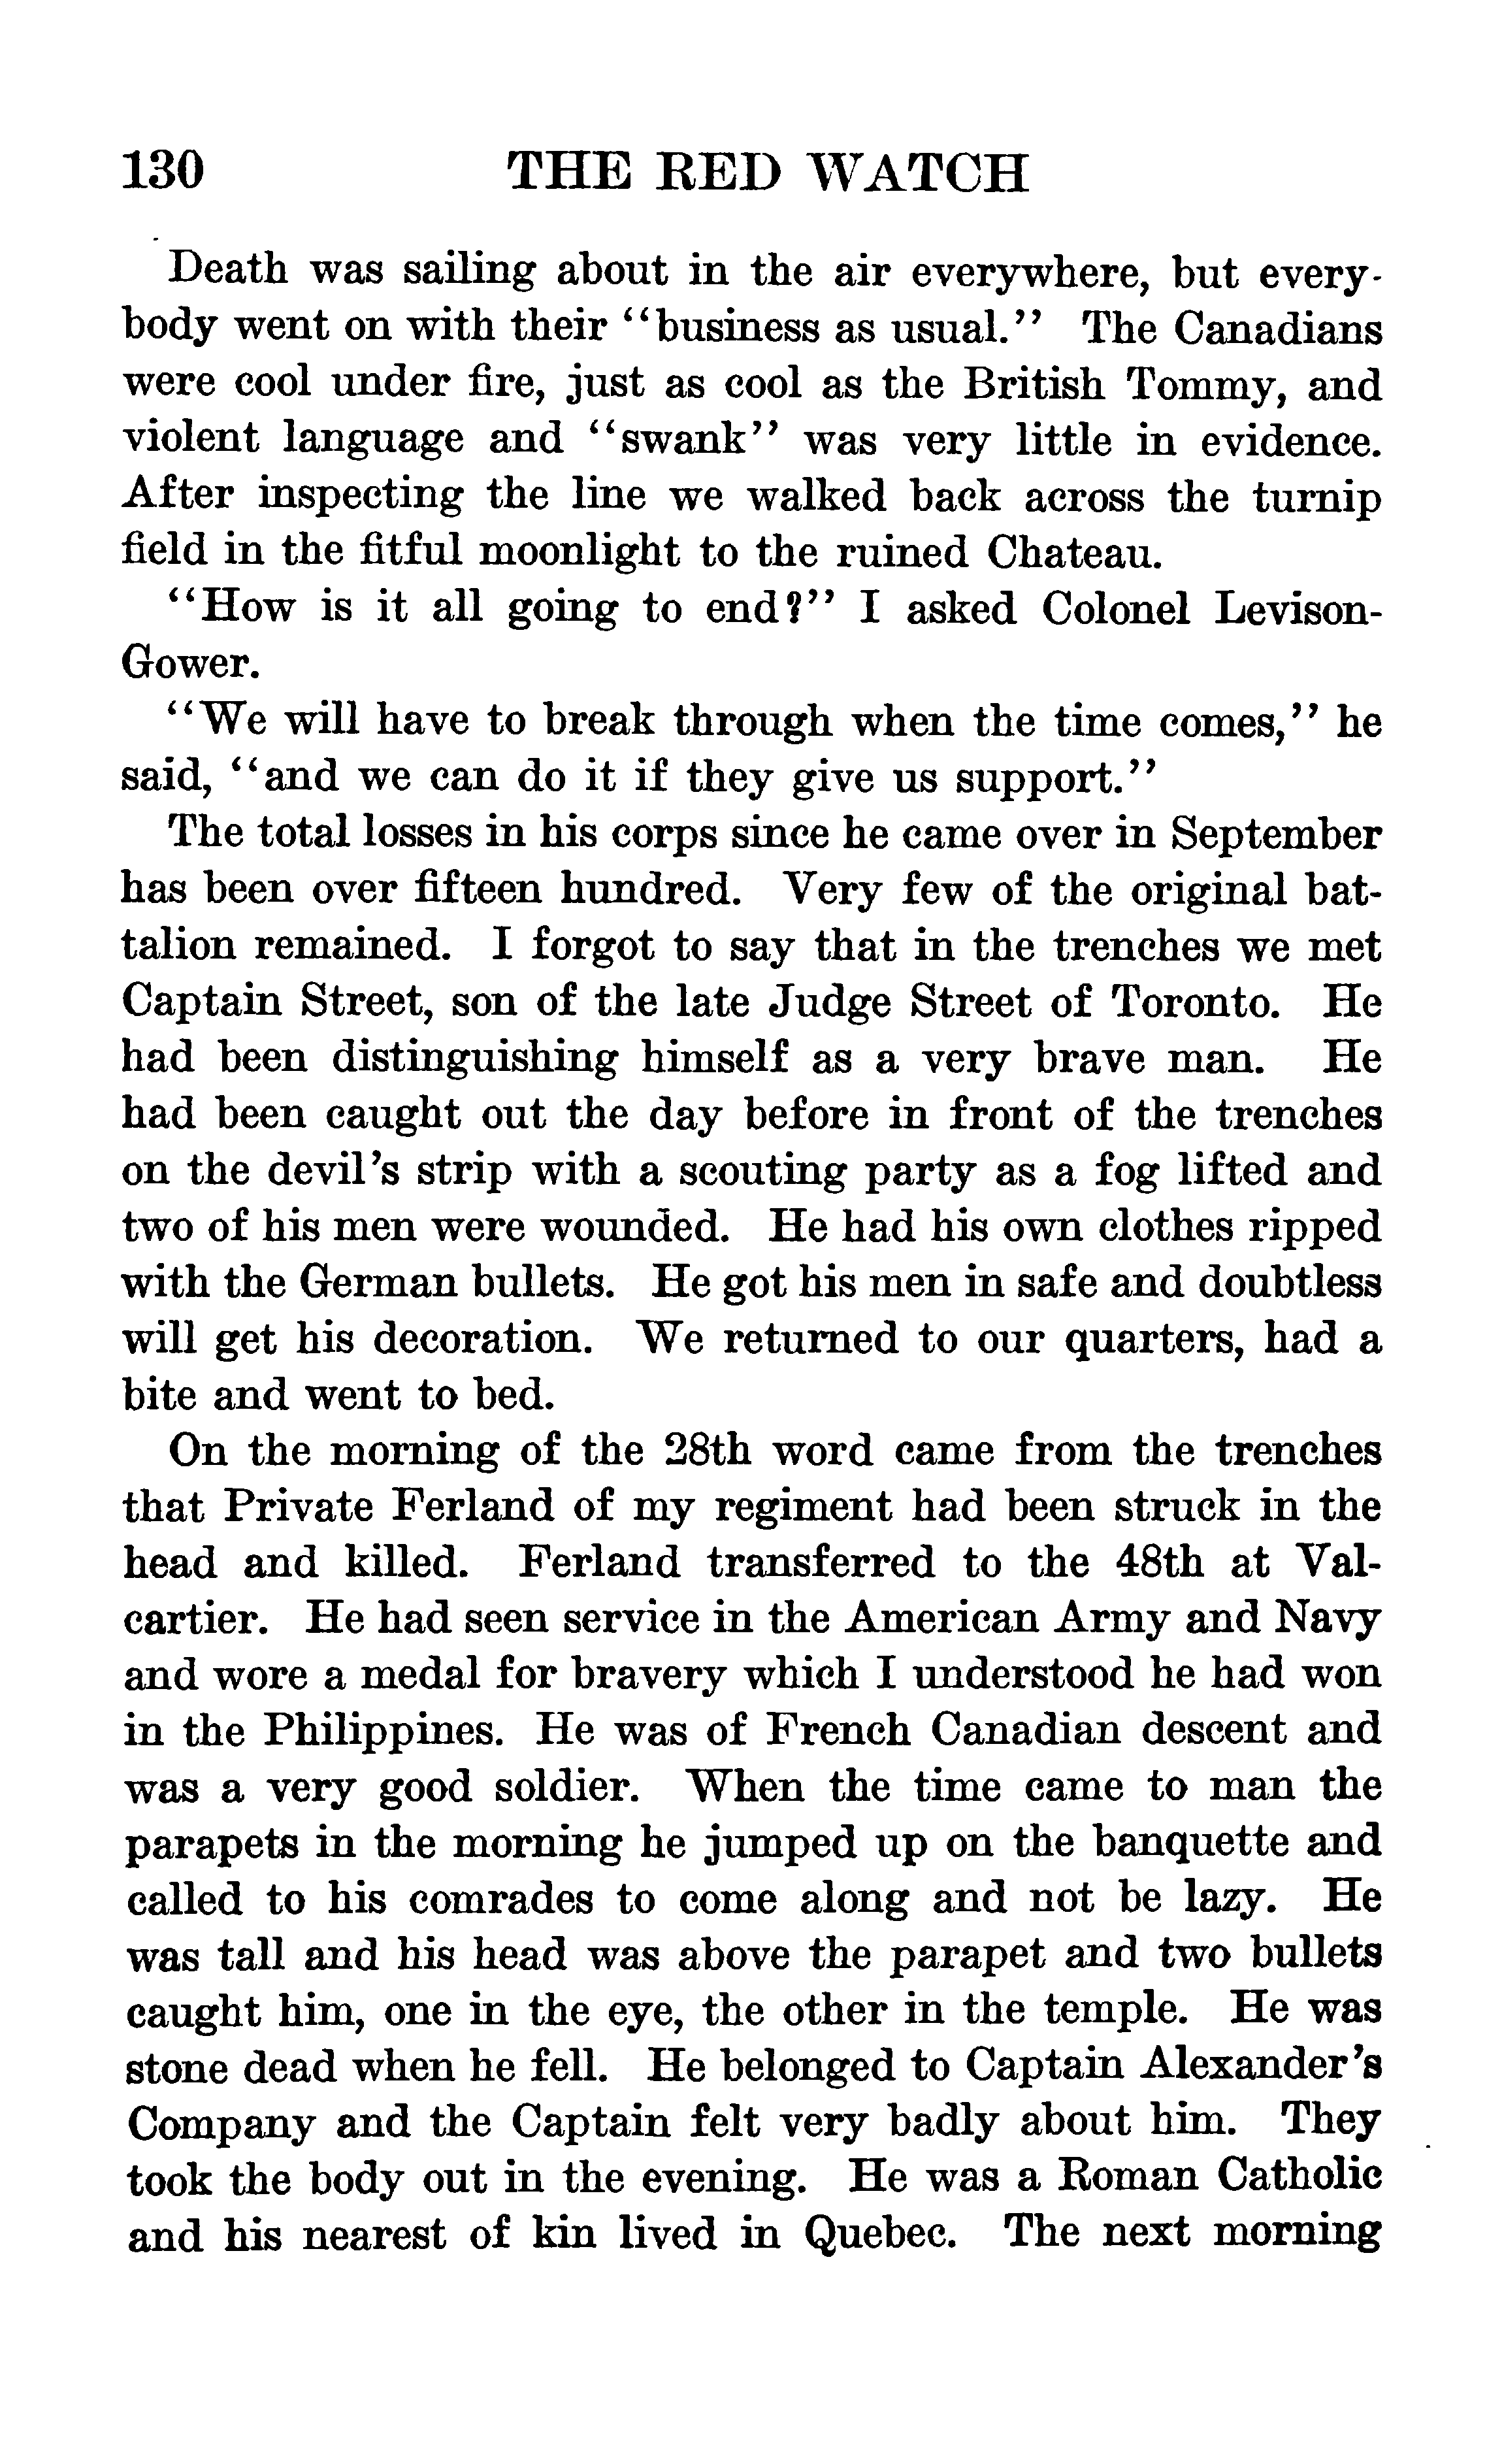 130 THE RED WATCH
Death was sailing about in the air everywhere, but every-
body went on with their "business as usual." The Canadians
were cool under fire, just as cool as the British Tommy, and
violent language and "swank" was very little in evidence.
After inspecting the line we walked back across the turnip
field in the fitful moonlight to the ruined Chateau.
"How is it all going to end?" I asked Colonel Levison-
Gower.
"We will have to break through when the time comes," he
said, "and we can do it if they give us support."
The total losses in his corps since he came over in September
has been over fifteen hundred. Very few of the original bat-
talion remained. I forgot to say that in the trenches we met
Captain Street, son of the late Judge Street of Toronto. He
had been distinguishing himself as a very brave man. He
had been caught out the day before in front of the trenches
on the devil's strip with a scouting party as a fog lifted and
two of his men were wounded. He had his own clothes ripped
with the German bullets. He got his men in safe and doubtless
will get his decoration. We returned to our quarters, had a
bite and went to bed.
On the morning of the 28th word came from the trenches
that Private Ferland of my regiment had been struck in the
head and killed. Ferland transferred to the 48th at Val-
cartier. He had seen service in the American Army and Navy
and wore a medal for bravery which I understood he had won
in the Philippines. He was of French Canadian descent and
was a very good soldier. When the time came to man the
parapets in the morning he jumped up on the banquette and
called to his comrades to come along and not be lazy. He
was tall and his head was above the parapet and two bullets
caught him, one in the eye, the other in the temple. He was
stone dead when he fell. He belonged to Captain Alexander's
Company and the Captain felt very badly about him. They
took the body out in the evening. He was a Roman Catholic
and his nearest of kin lived in Quebec. The next morning